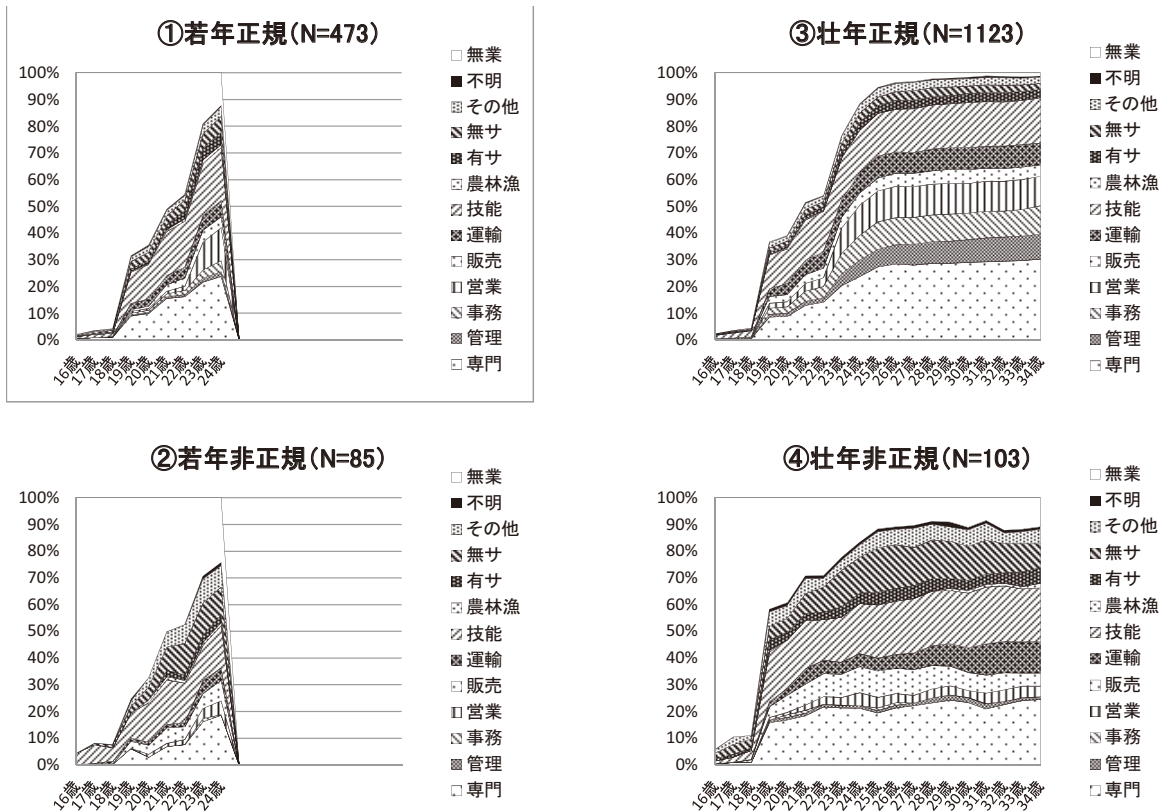 ①若年正規(N=473)
100%
90%
80%
70%
60%
50%
40%
30%
20%
10%
0%
16歳
17歳
18歳
19歳
20歳
21歳
22歳
23歳
24歳
無業
不明
その他
無サ
有サ
農林漁
技能
運輸
販売
営業
事務
管理
専門
③壮年正規(N=1123)
100%
90%
80%
70%
60%
50%
40%
30%
20%
10%
0%
16歳
17歳
18歳
19歳
20歳
21歳
22歳
23歳
24歳
25歳
26歳
27歳
28歳
29歳
30歳
31歳
32歳
33歳
34歳
無業
不明
その他
無サ
有サ
農林漁
技能
運輸
販売
営業
事務
管理
専門
②若年非正規(N=85)
100%
90%
80%
70%
60%
50%
40%
30%
20%
10%
0%
16歳
17歳
18歳
19歳
20歳
21歳
22歳
23歳
24歳
無業
不明
その他
無サ
有サ
農林漁
技能
運輸
販売
営業
事務
管理
専門
④壮年非正規(N=103)
100%
90%
80%
70%
60%
50%
40%
30%
20%
10%
0%
16歳
17歳
18歳
19歳
20歳
21歳
22歳
23歳
24歳
25歳
26歳
27歳
28歳
29歳
30歳
31歳
32歳
33歳
34歳
無業
不明
その他
無サ
有サ
農林漁
技能
運輸
販売
営業
事務
管理
専門